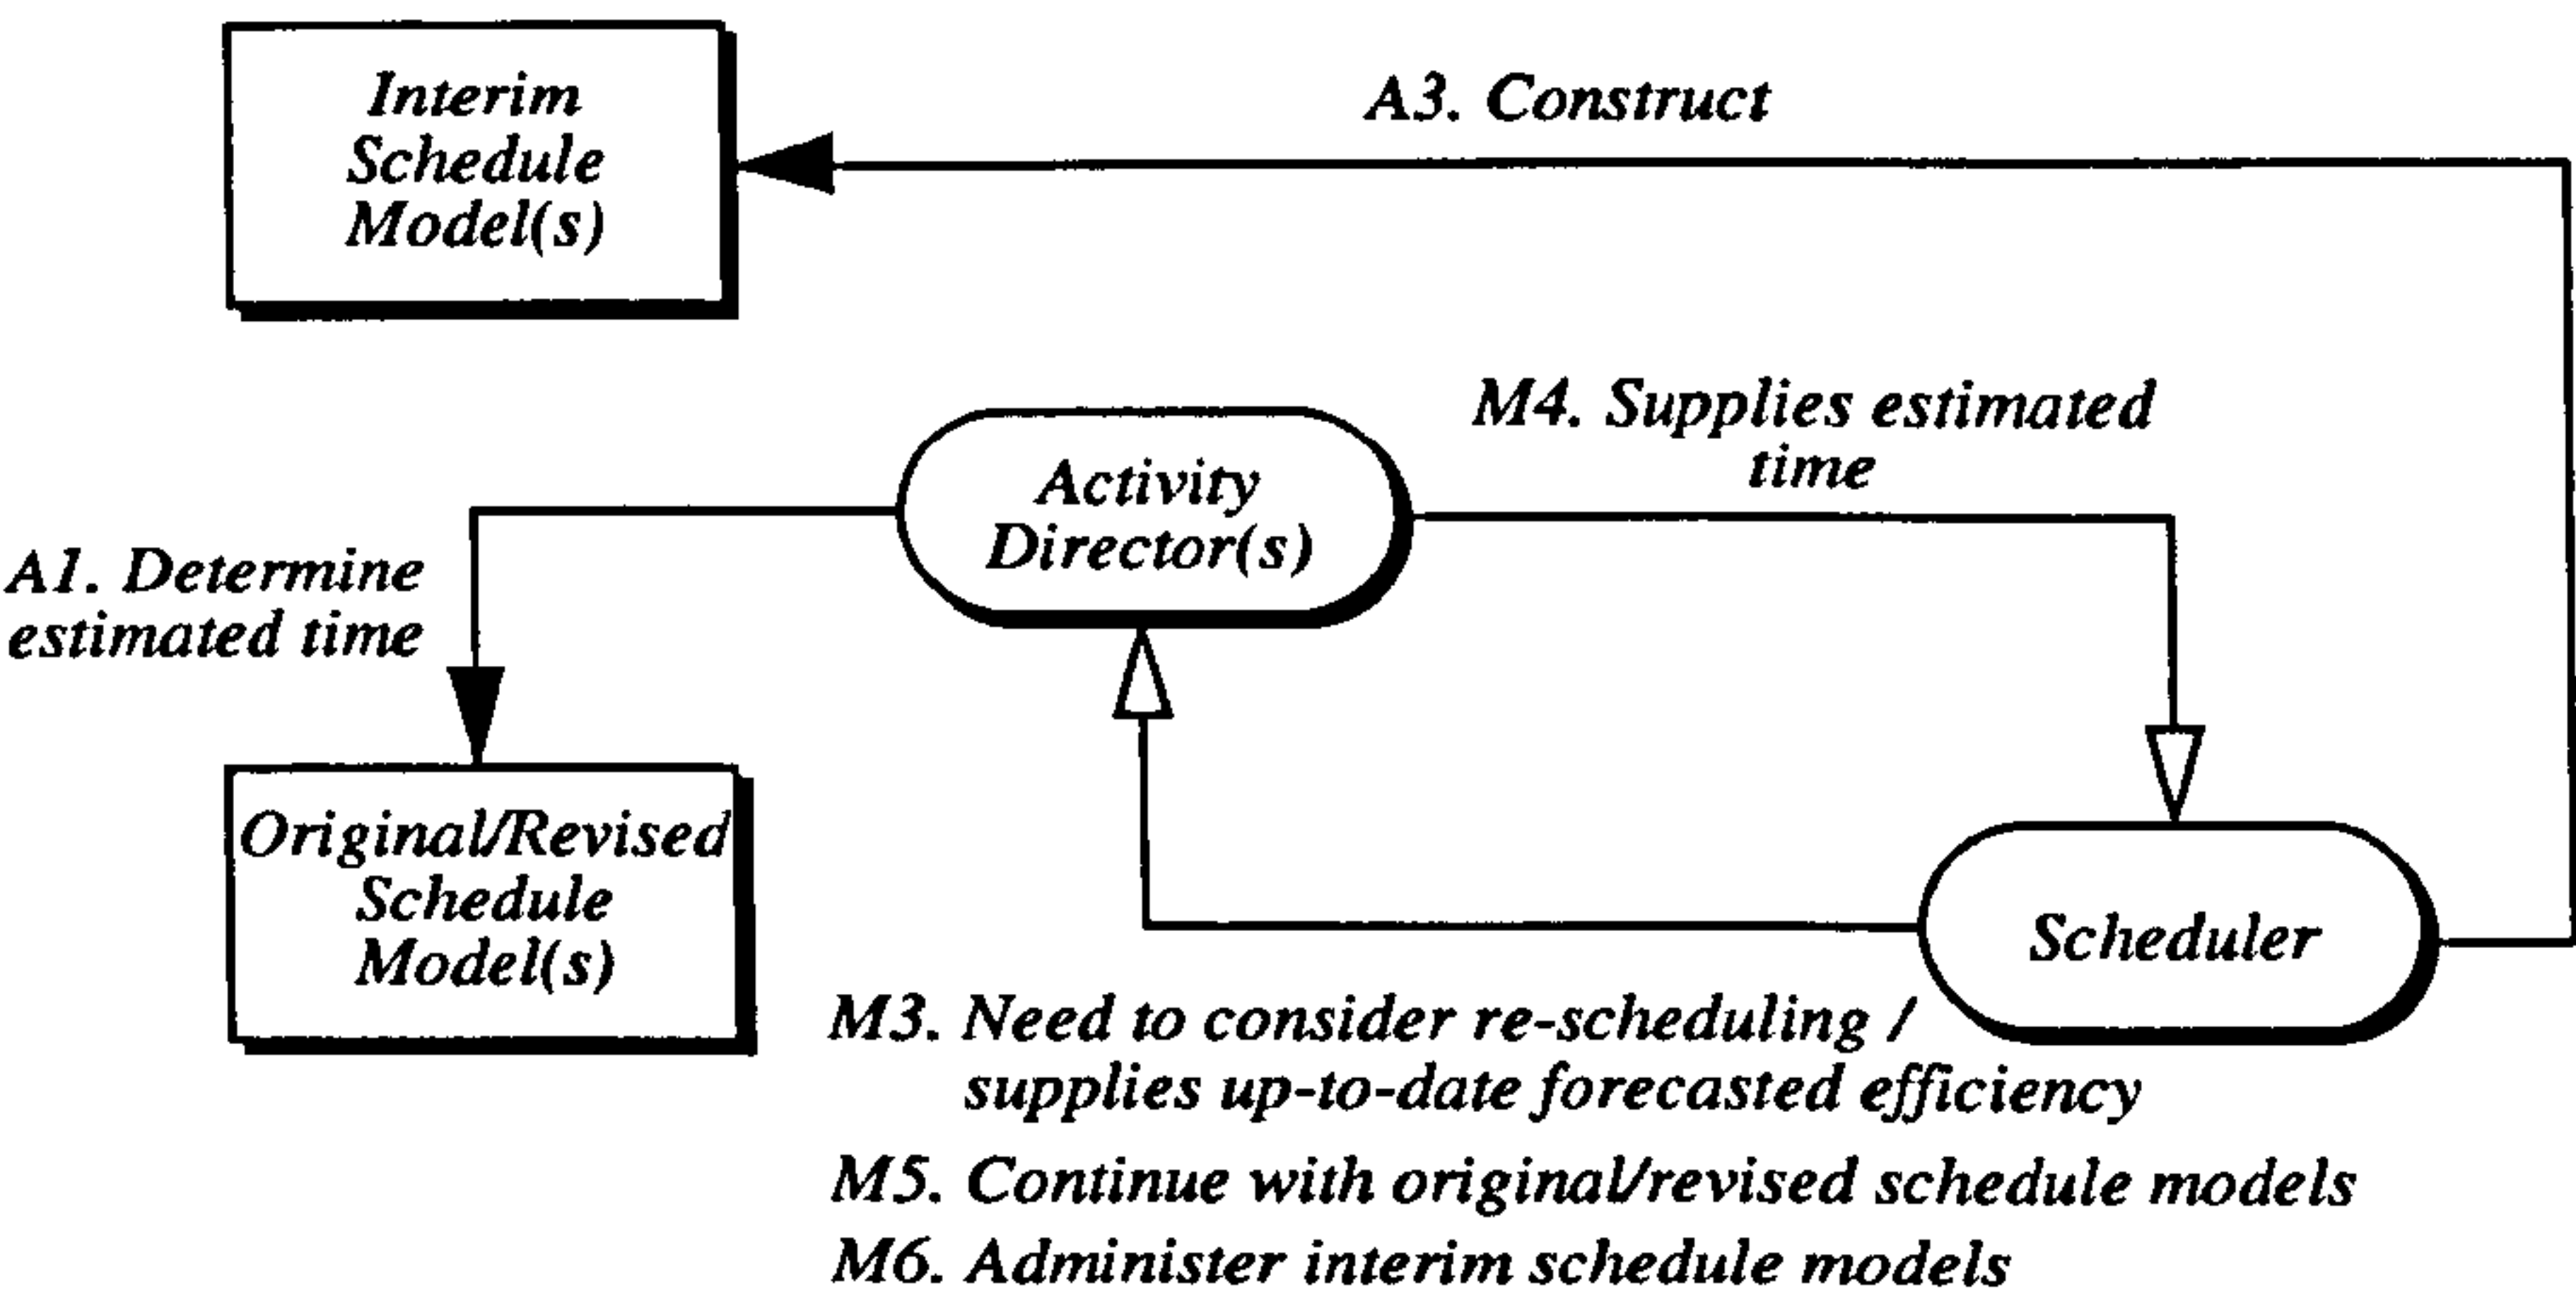 Interim
Schedule
Model(s)
A3. Construct
M4. Supplies estimated
time
Activity
Director(s)
A1. Determine
estimated time
Original/Revised
Schedule
Model(s)
Scheduler
M3. Need to consider re-scheduling /
supplies up-to-date forecasted efficiency
M5. Continue with original/revised schedule models
M6. Administer interim schedule models